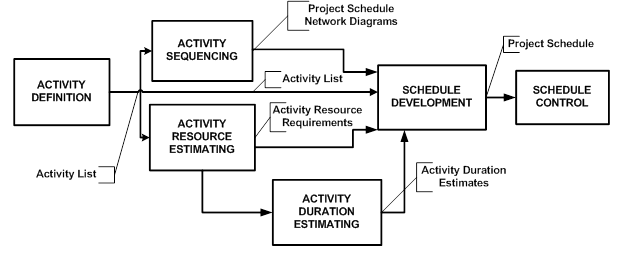 Project Schedule
Network Diagrams
ACTIVITY
SEQUENCING
Project Schedule
Activity List
ACTIVITY
DEFINITION
SCHEDULE
DEVELOPMENT
SCHEDULE
CONTROL
ACTIVITY
RESOURCE
ESTIMATING
Activity Resource
Requirements
Activity List
Activity Duration
Estimates
ACTIVITY
DURATION
ESTIMATING